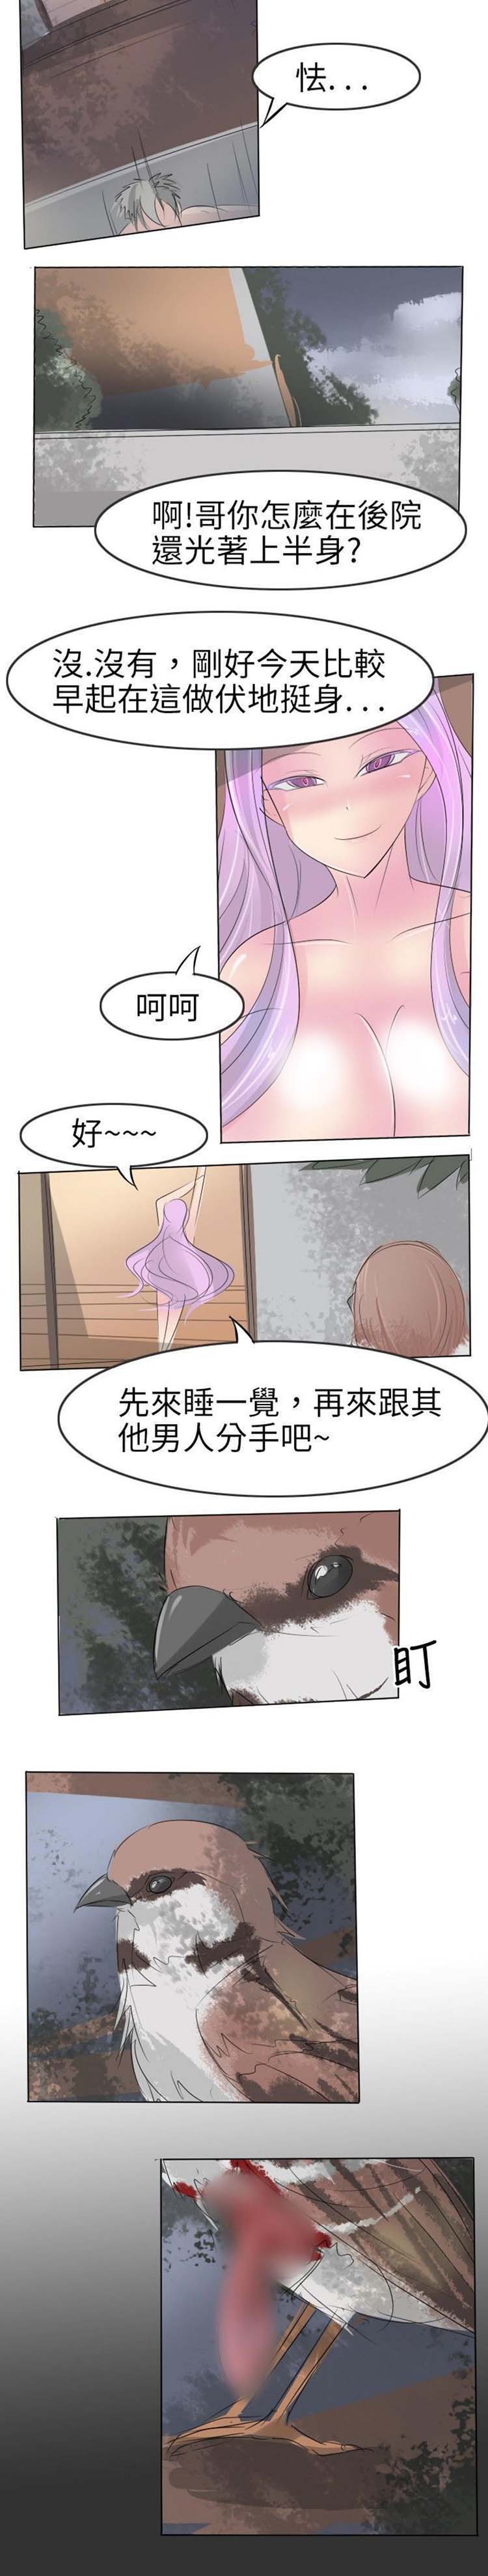 怯...
啊!哥你怎麼在後院
還光著上半身?
沒.沒有，剛好今天比較
早起在這做伏地挺身...
呵呵
好~~~
先來睡一覺，再來跟其
他男人分手吧~
盯